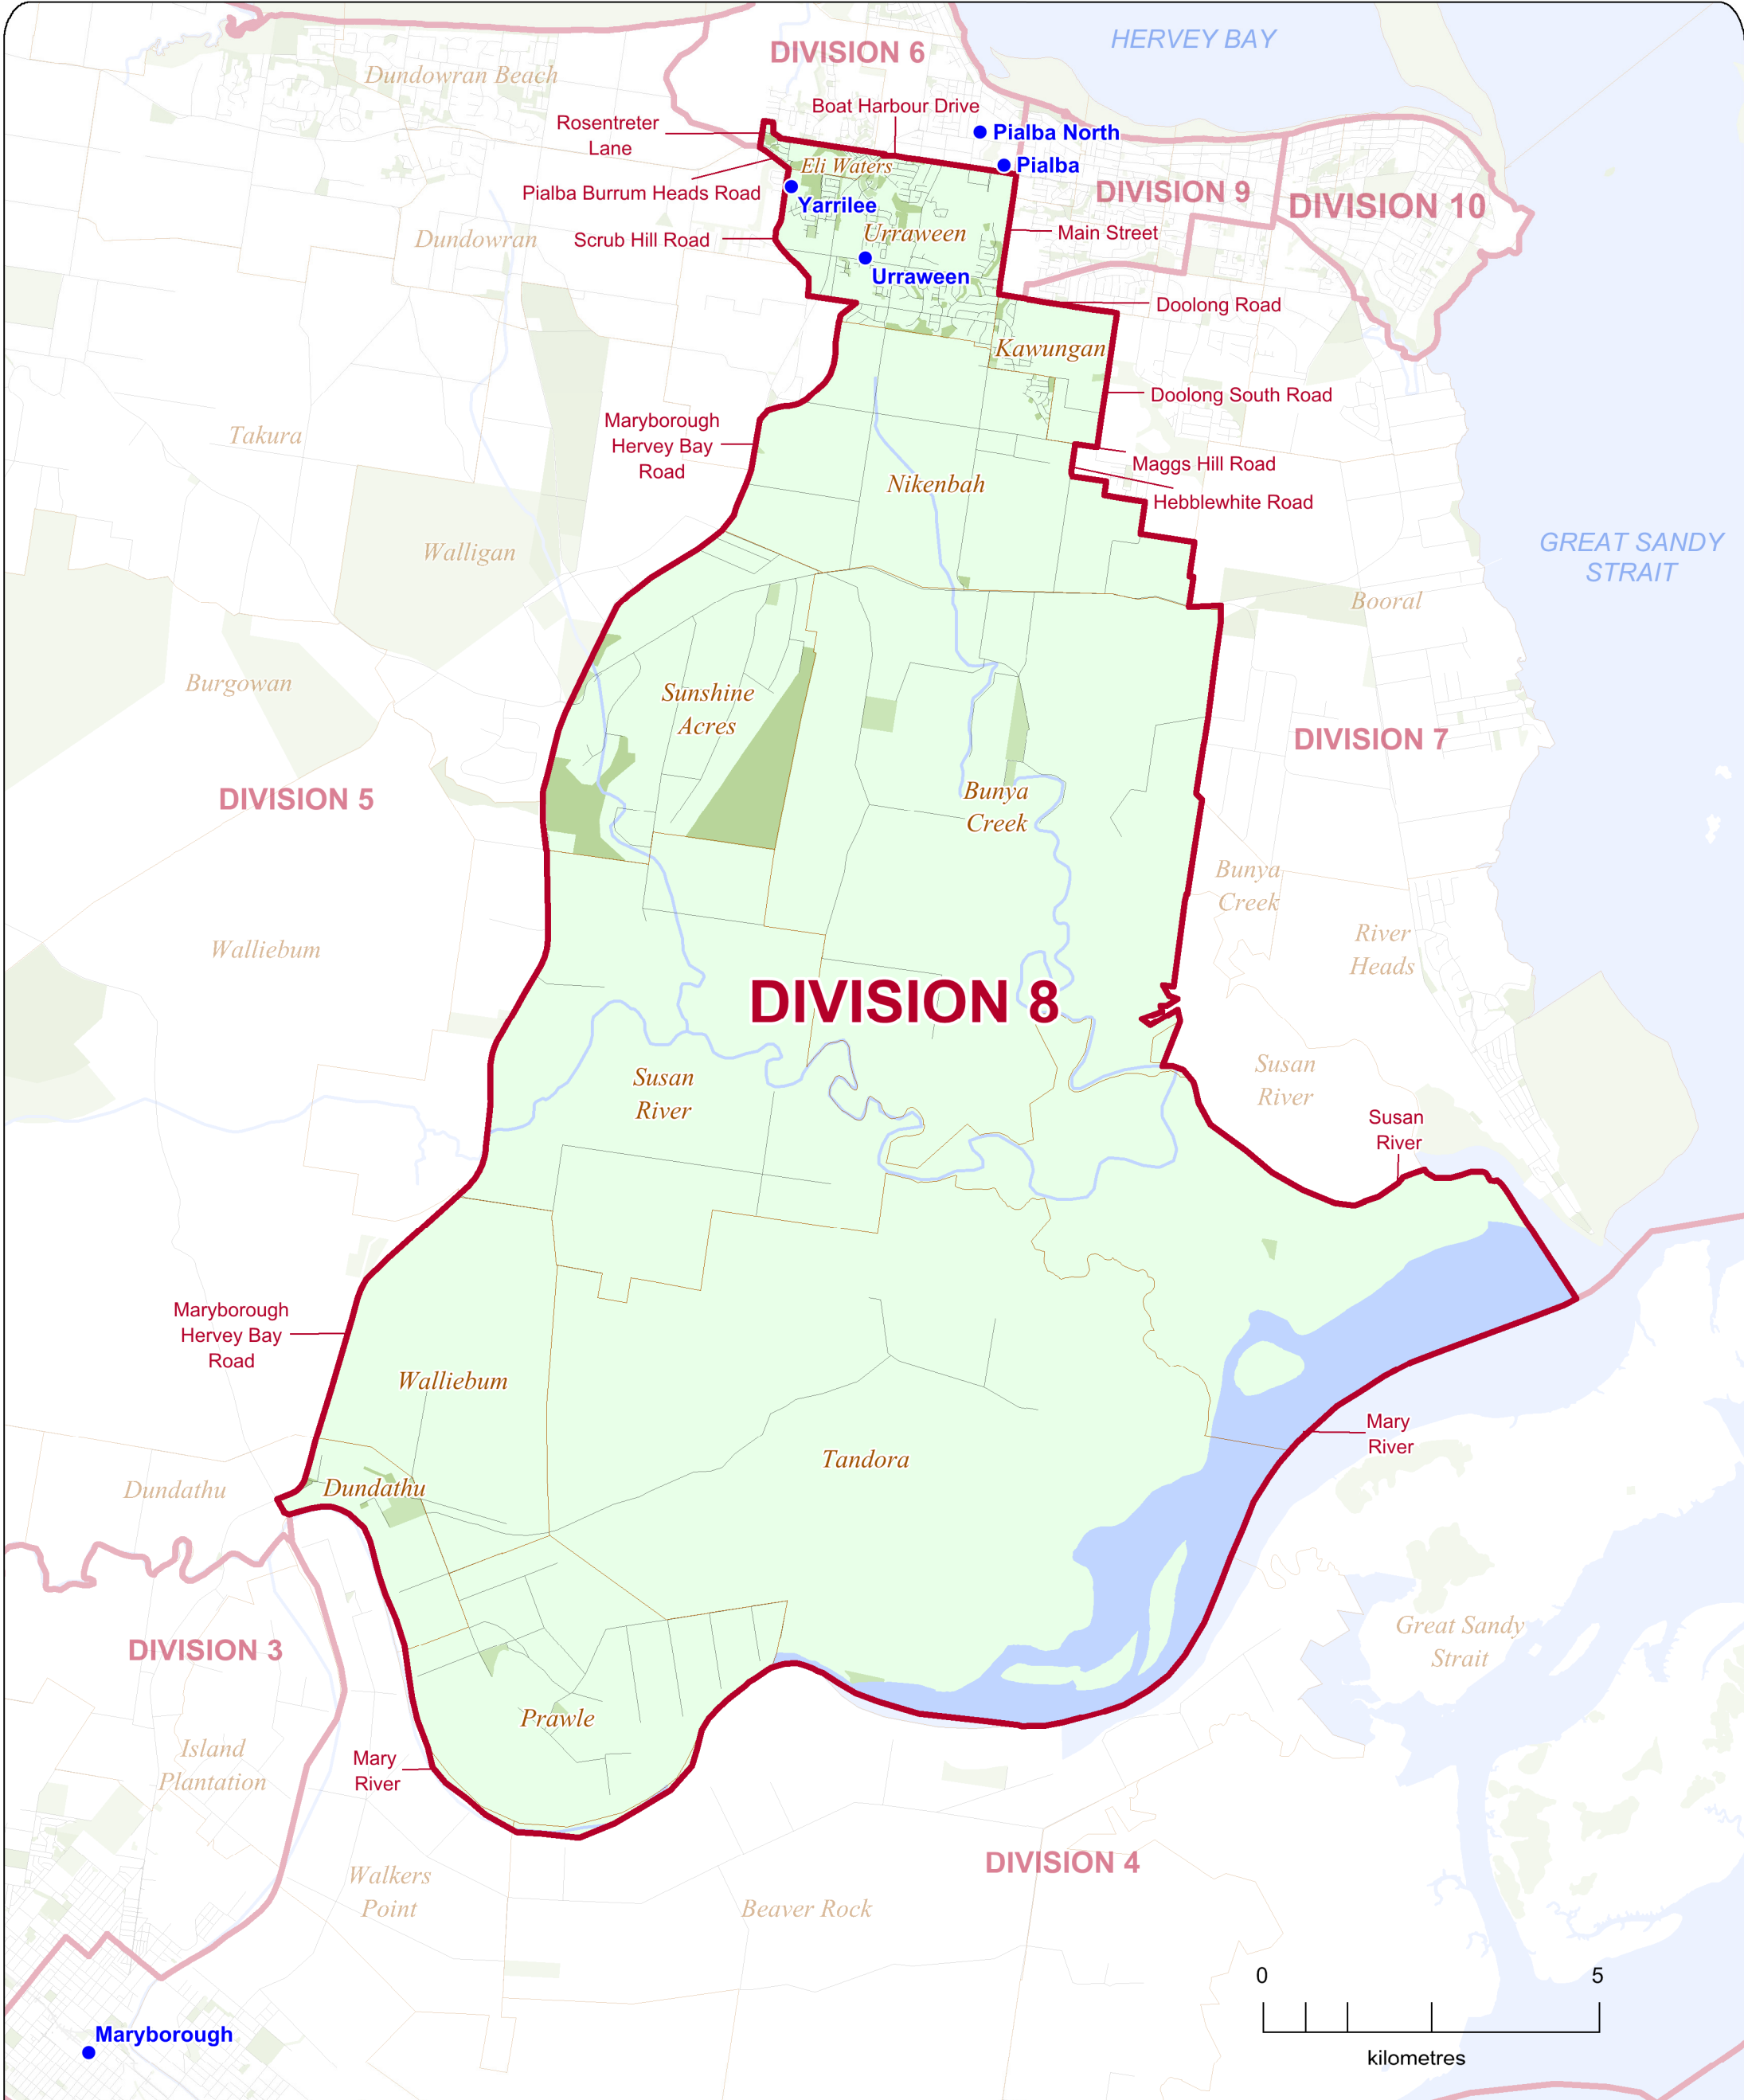 HERVEY BAY
DIVISION 6
Dundowran Beach
Boat Harbour Drive
Rosentreter
Lane
Pialba North
Pialba
Eli Waters
Pialba Burrum Heads Road
Yarrilee
DIVISION 9
DIVISION 10
Dundowran
Scrub Hill Road
Urraween
Main Street
Urraween
Doolong Road
Kawungan
Doolong South Road
Takura
Maryborough
Hervey Bay
Road
Maggs Hill Road
Nikenbah
Hebblewhite Road
Walligan
GREAT SANDY
STRAIT
Booral
Burgowan
Sunshine
Acres
DIVISION 7
DIVISION 5
Bunya
Creek
Bunya
Creek
Walliebum
River
Heads
DIVISION 8
Susan
River
Susan
River
Susan
River
Maryborough
Hervey Bay
Road
Walliebum
Mary
River
Tandora
Dundathu
Dundathu
DIVISION 3
Great Sandy
Strait
Prawle
Island
Plantation
Mary
River
DIVISION 4
Walkers
Point
Beaver Rock
0 5
kilometres
Maryborough